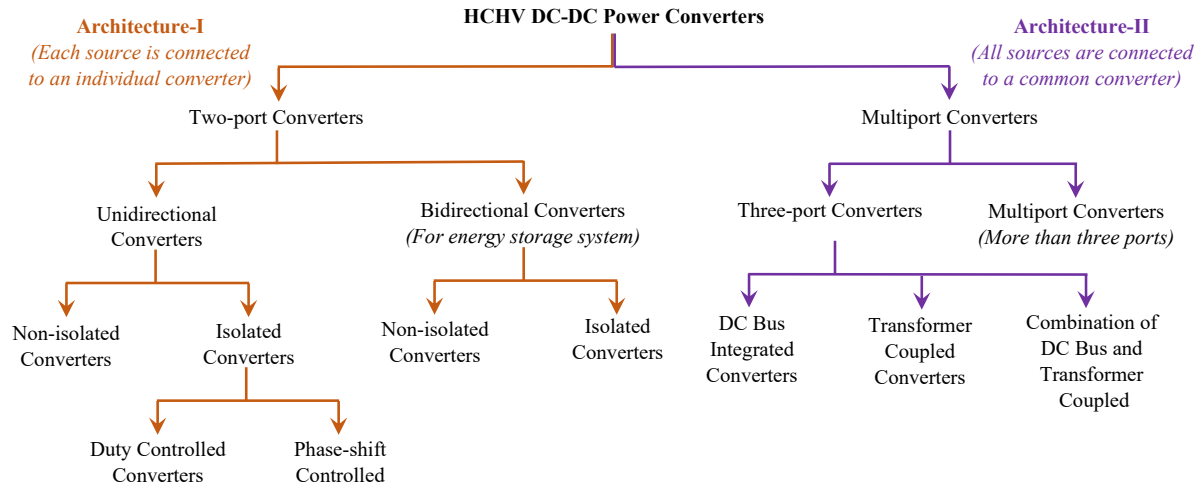 HCHV DC-DC Power Converters
Architecture-I
(Each source is connected
to an individual converter)
Architecture-II
(All sources are connected
to a common converter)
Two-port Converters
Multiport Converters
Unidirectional
Converters
Bidirectional Converters
(For energy storage system)
Three-port Converters
Multiport Converters
(More than three ports)
Non-isolated
Converters
Isolated
Converters
Non-isolated
Converters
Isolated
Converters
DC Bus
Integrated
Converters
Transformer
Coupled
Converters
Combination of
DC Bus and
Transformer
Coupled
Duty Controlled
Converters
Phase-shift
Controlled